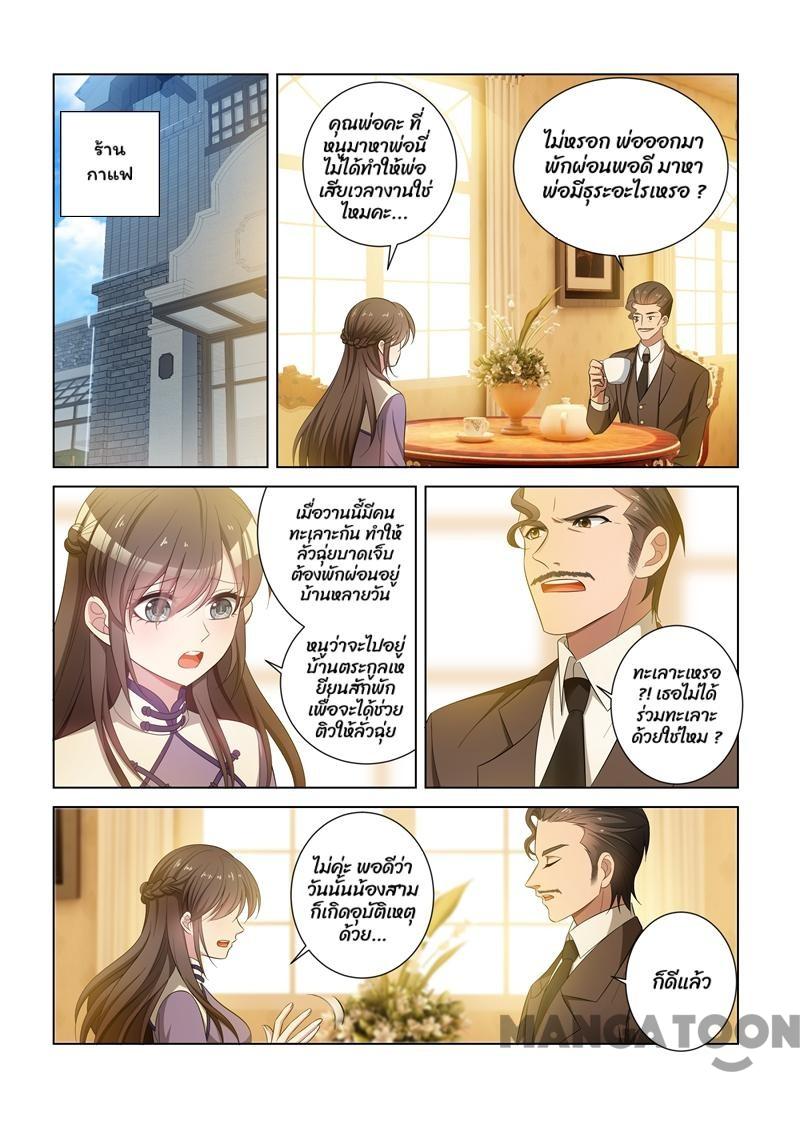 ร้าน
กาแฟ
คุณพ่อคะ ที่
หนูมาหาพ่อนี่
ไม่ได้ทำให้พ่อ
เสียเวลางานใช่
ไหมคะ...
ไม่หรอก พ่อออกมา
พักผ่อนพอดี มาหา
พ่อมีธุระอะไรเหรอ ?
เมื่อวานนี้มีคน
ทะเลาะกัน ทำให้
ลั่วฉุ่ยบาดเจ็บ
ต้องพักผ่อนอยู่
บ้านหลายวัน
หนูว่าจะไปอยู่
บ้านตระกูลเห
ยียนสักพัก
เพื่อจะได้ช่วย
ติวให้ลั่วฉุ่ย
ทะเลาะเหรอ
?! เธอไม่ได้
ร่วมทะเลาะ
ด้วยใช่ไหม ?
ไม่ค่ะ พอดีว่า
วันนั้นน้องสาม
ก็เกิดอุบัติเหตุ
ด้วย...
ก็ดีแล้ว
MANGATOON